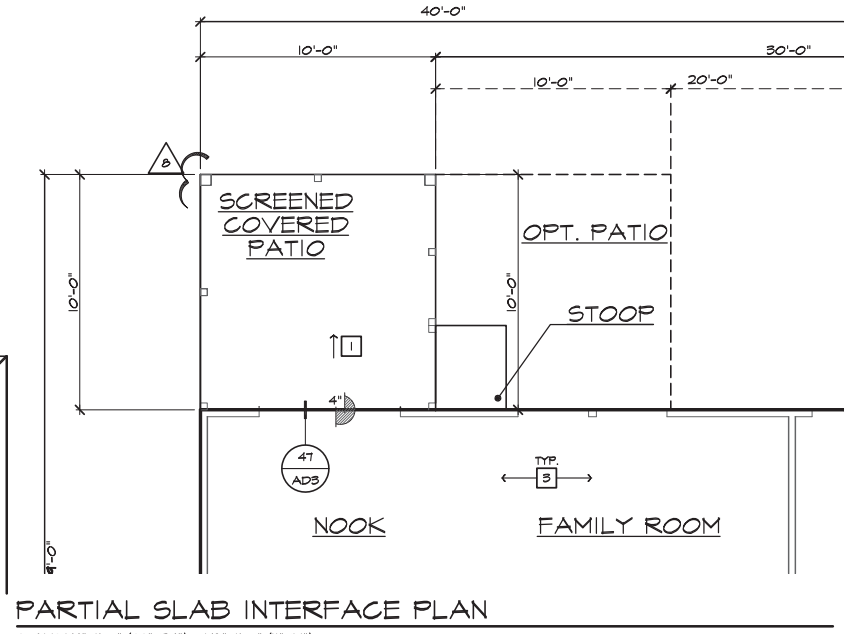 40'-0"
10'-0"
30'-0"
10'-0"
20'-0"
8
SCREENED
COVERED
PATIO
OPT. PATIO
10'-0"
10'-0"
STOOP
1
4"
47
AD3
TYP.
3
NOOK
FAMILY ROOM
PARTIAL SLAB INTERFACE PLAN